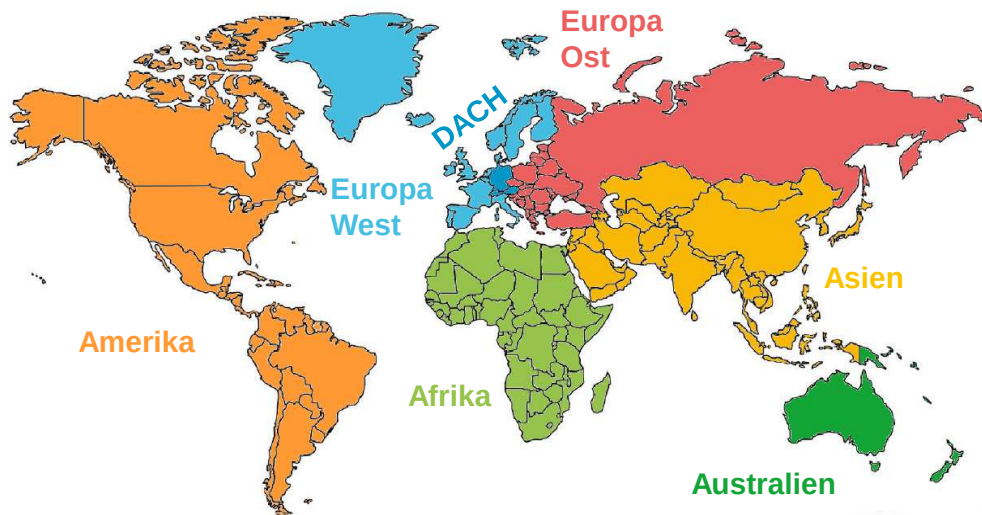 Europa
Ost
DACH
Europa
West
Asien
Amerika
Afrika
Australien